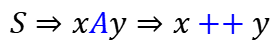 S ⇒ xAy ⇒ x ++ y